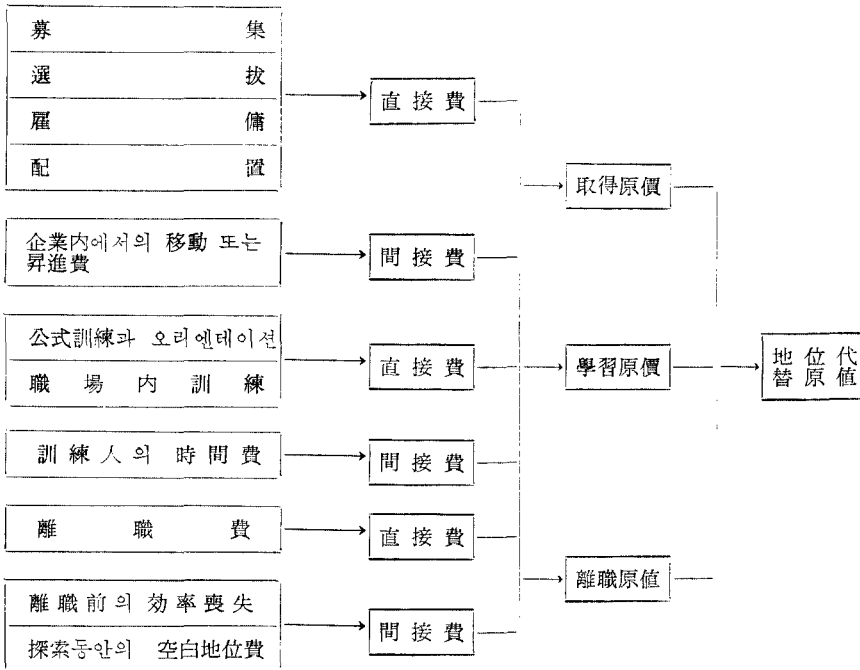 募集
選拔
雇傭
配置
直接費
取得原價
企業內에서의 移動 또는
昇進費
間接費
公式訓練과 오리엔테이션
職場內訓練
直接費
學習原價
地位代
替原値
訓練人의 時間費
間接費
離職費
直接費
離職原値
離職前의 効率喪失
探索동안의 空白地位費
間接費